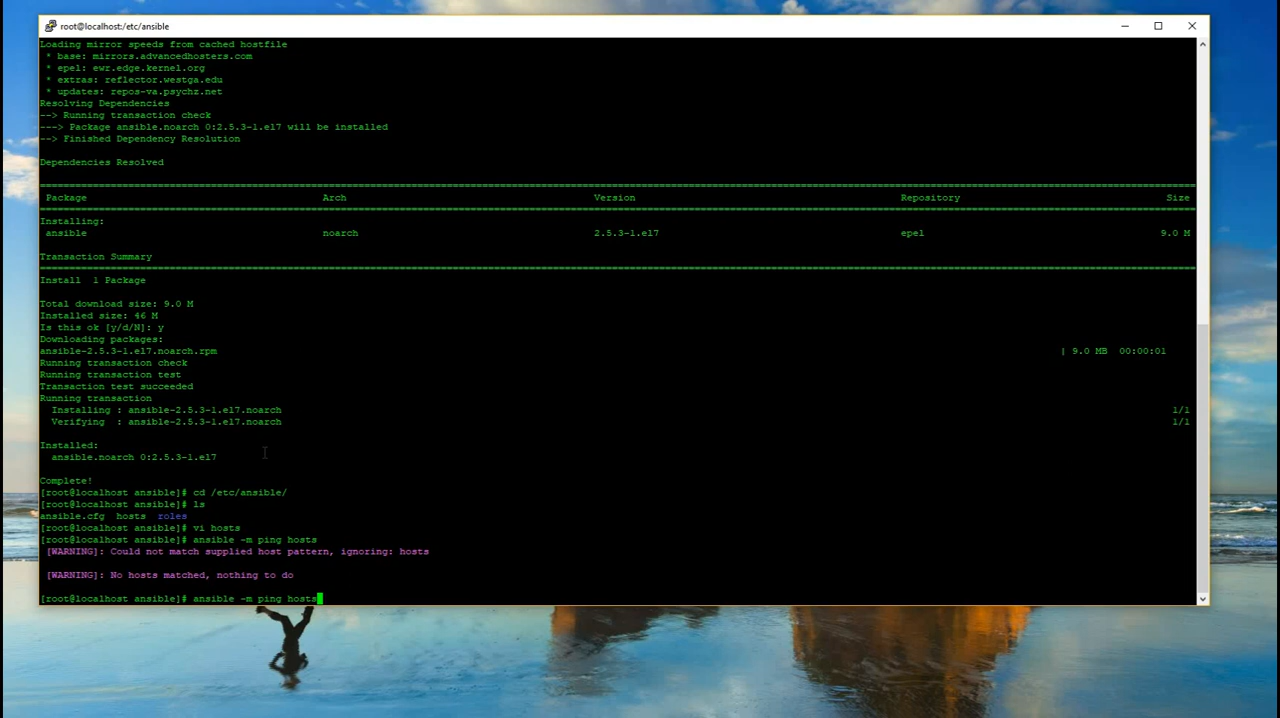 root@localhost:/etc/ansible
Loading mirror speeds from cached hostfile
* base: mirrors.advancedhosters.com
* epel: ewr.edge.kernel.org
* extras: reflector.westga.edu
* updates: repos-va.psychz.net
Resolving Dependencies
--> Running transaction check
---> Package ansible.noarch 0:2.5.3-1.el7 will be installed
--> Finished Dependency Resolution
Dependencies Resolved
Package Arch Version Repository Size
Installing:
ansible noarch 2.5.3-1.el7 epel 9.0 M
Transaction Summary
Install 1 Package
Total download size: 9.0 M
Installed size: 46 M
Is this ok [y/d/N]: y
Downloading packages:
ansible-2.5.3-1.el7.noarch.rpm | 9.0 MB 00:00:01
Running transaction check
Running transaction test
Transaction test succeeded
Running transaction
Installing : ansible-2.5.3-1.el7.noarch 1/1
Verifying : ansible-2.5.3-1.el7.noarch 1/1
Installed:
ansible.noarch 0:2.5.3-1.el7
Complete!
[root@localhost ansible]# cd /etc/ansible/
[root@localhost ansible]# ls
ansible.cfg hosts roles
[root@localhost ansible]# vi hosts
[root@localhost ansible]# ansible -m ping hosts
[WARNING]: Could not match supplied host pattern, ignoring: hosts
[WARNING]: No hosts matched, nothing to do
[root@localhost ansible]# ansible -m ping hosts